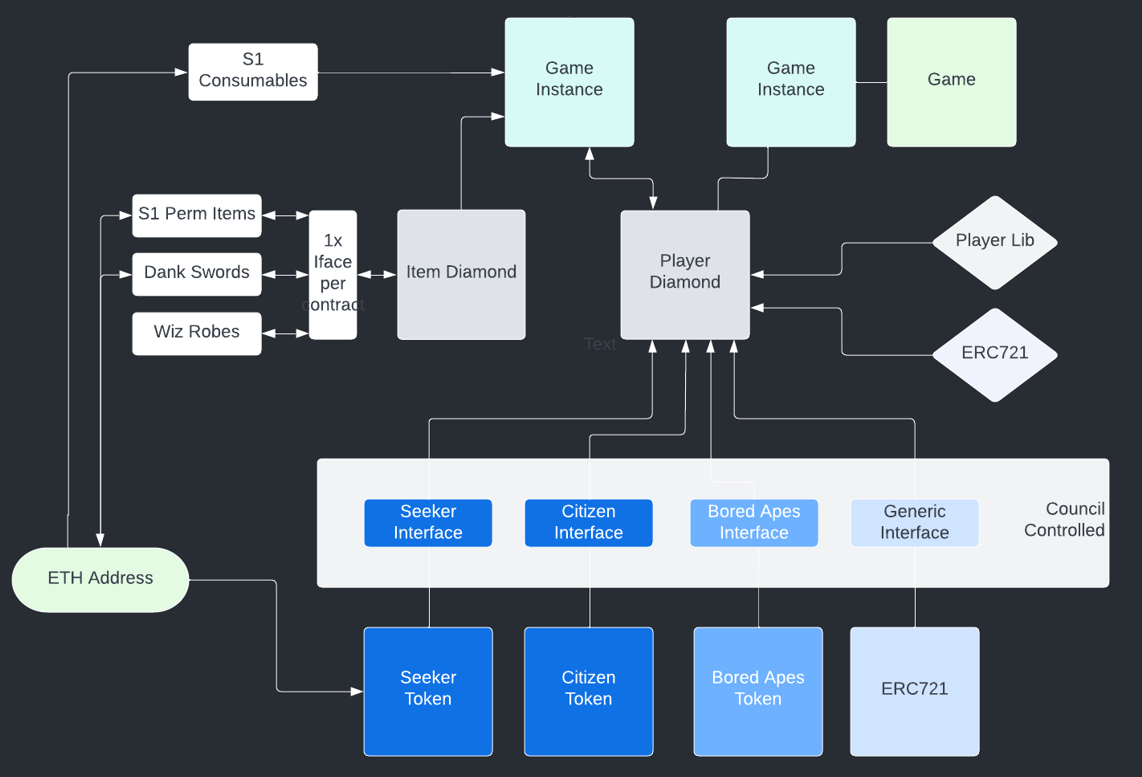 S1
Consumables
Game
Instance
Game
Instance
Game
S1 Perm Items
Dank Swords
Wiz Robes
1x
Iface
per
contract
Item Diamond
Player
Diamond
Player Lib
ERC721
Text
Seeker
Interface
Citizen
Interface
Bored Apes
Interface
Generic
Interface
Council
Controlled
ETH Address
Seeker
Token
Citizen
Token
Bored Apes
Token
ERC721